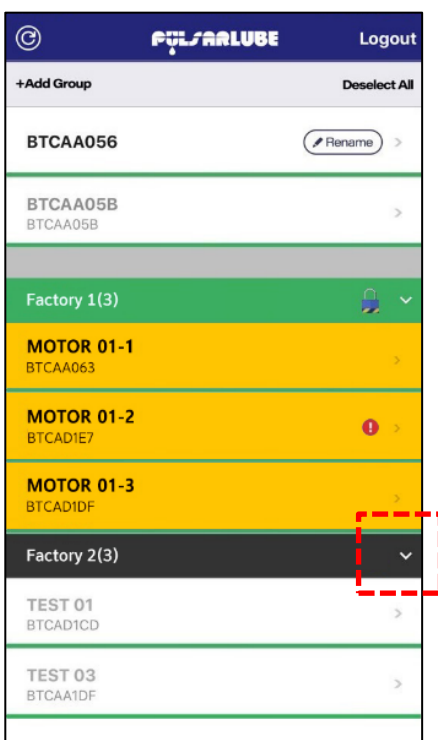 PULSARLUBE
Logout
+Add Group
Deselect All
BTCAA056
Rename
BTCAA05B
BTCAA05B
Factory 1(3)
MOTOR 01-1
BTCAA063
MOTOR 01-2
BTCAD1E7
MOTOR 01-3
BTCAD1DF
Factory 2(3)
TEST 01
BTCAD1CD
TEST 03
BTCAA1DF